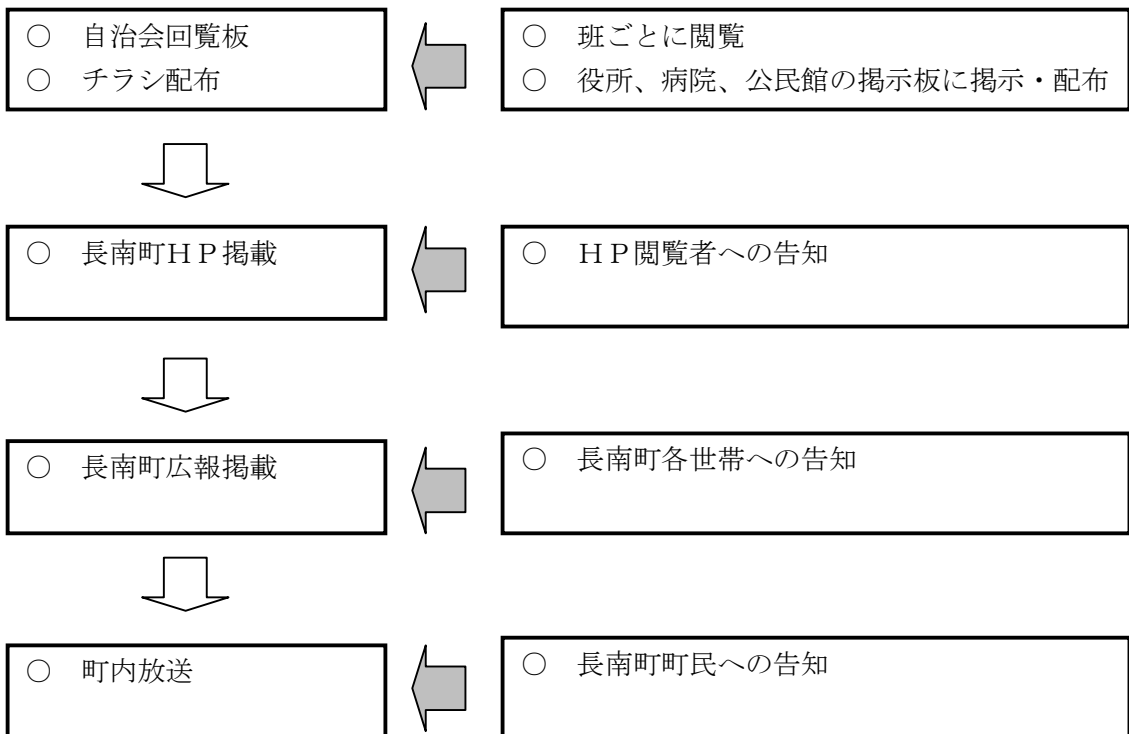 ○ 自治会回覧板
○ チラシ配布
○ 班ごとに閲覧
○ 役所、病院、公民館の掲示板に掲示・配布
○ 長南町ＨＰ掲載
○ ＨＰ閲覧者への告知
○ 長南町広報掲載
○ 長南町各世帯への告知
○ 町内放送
○ 長南町町民への告知